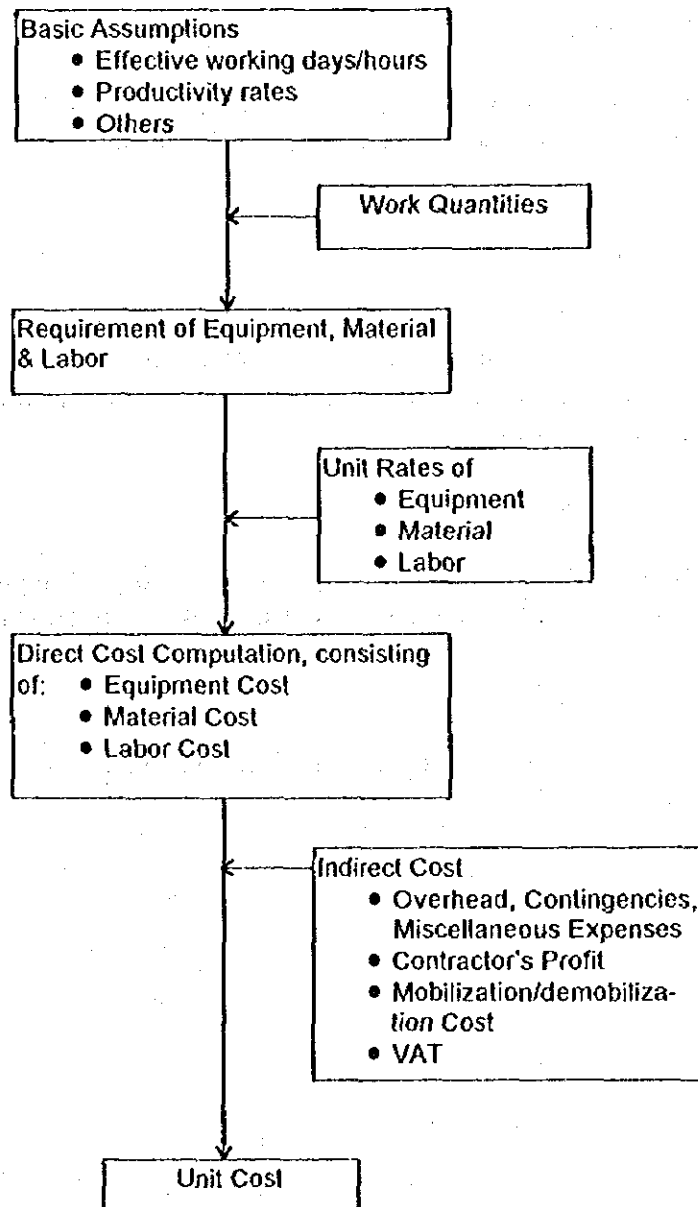 Basic Assumptions
● Effective working days/hours
● Productivity rates
● Others
Work Quantities
Requirement of Equipment, Material
& Labor
Unit Rates of
● Equipment
● Material
● Labor
Direct Cost Computation, consisting
of: ● Equipment Cost
● Material Cost
● Labor Cost
Indirect Cost
● Overhead, Contingencies,
Miscellaneous Expenses
● Contractor's Profit
● Mobilization/demobiliza-
tion Cost
● VAT
Unit Cost